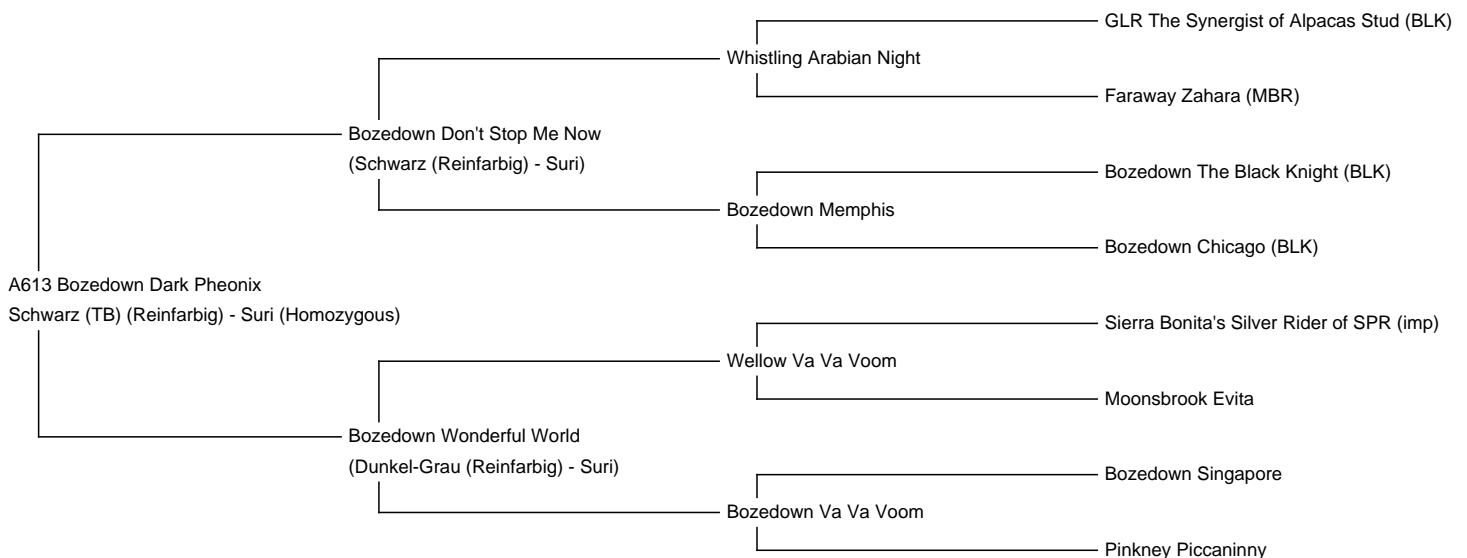 GLR The Synergist of Alpacas Stud (BLK)
Whistling Arabian Night
Faraway Zahara (MBR)
Bozedown Don't Stop Me Now
(Schwarz (Reinfarbig) - Suri)
Bozedown The Black Knight (BLK)
Bozedown Memphis
Bozedown Chicago (BLK)
A613 Bozedown Dark Pheonix
Schwarz (TB) (Reinfarbig) - Suri (Homozygous)
Sierra Bonita's Silver Rider of SPR (imp)
Wellow Va Va Voom
Moonsbrook Evita
Bozedown Wonderful World
(Dunkel-Grau (Reinfarbig) - Suri)
Bozedown Singapore
Bozedown Va Va Voom
Pinkney Piccaninny